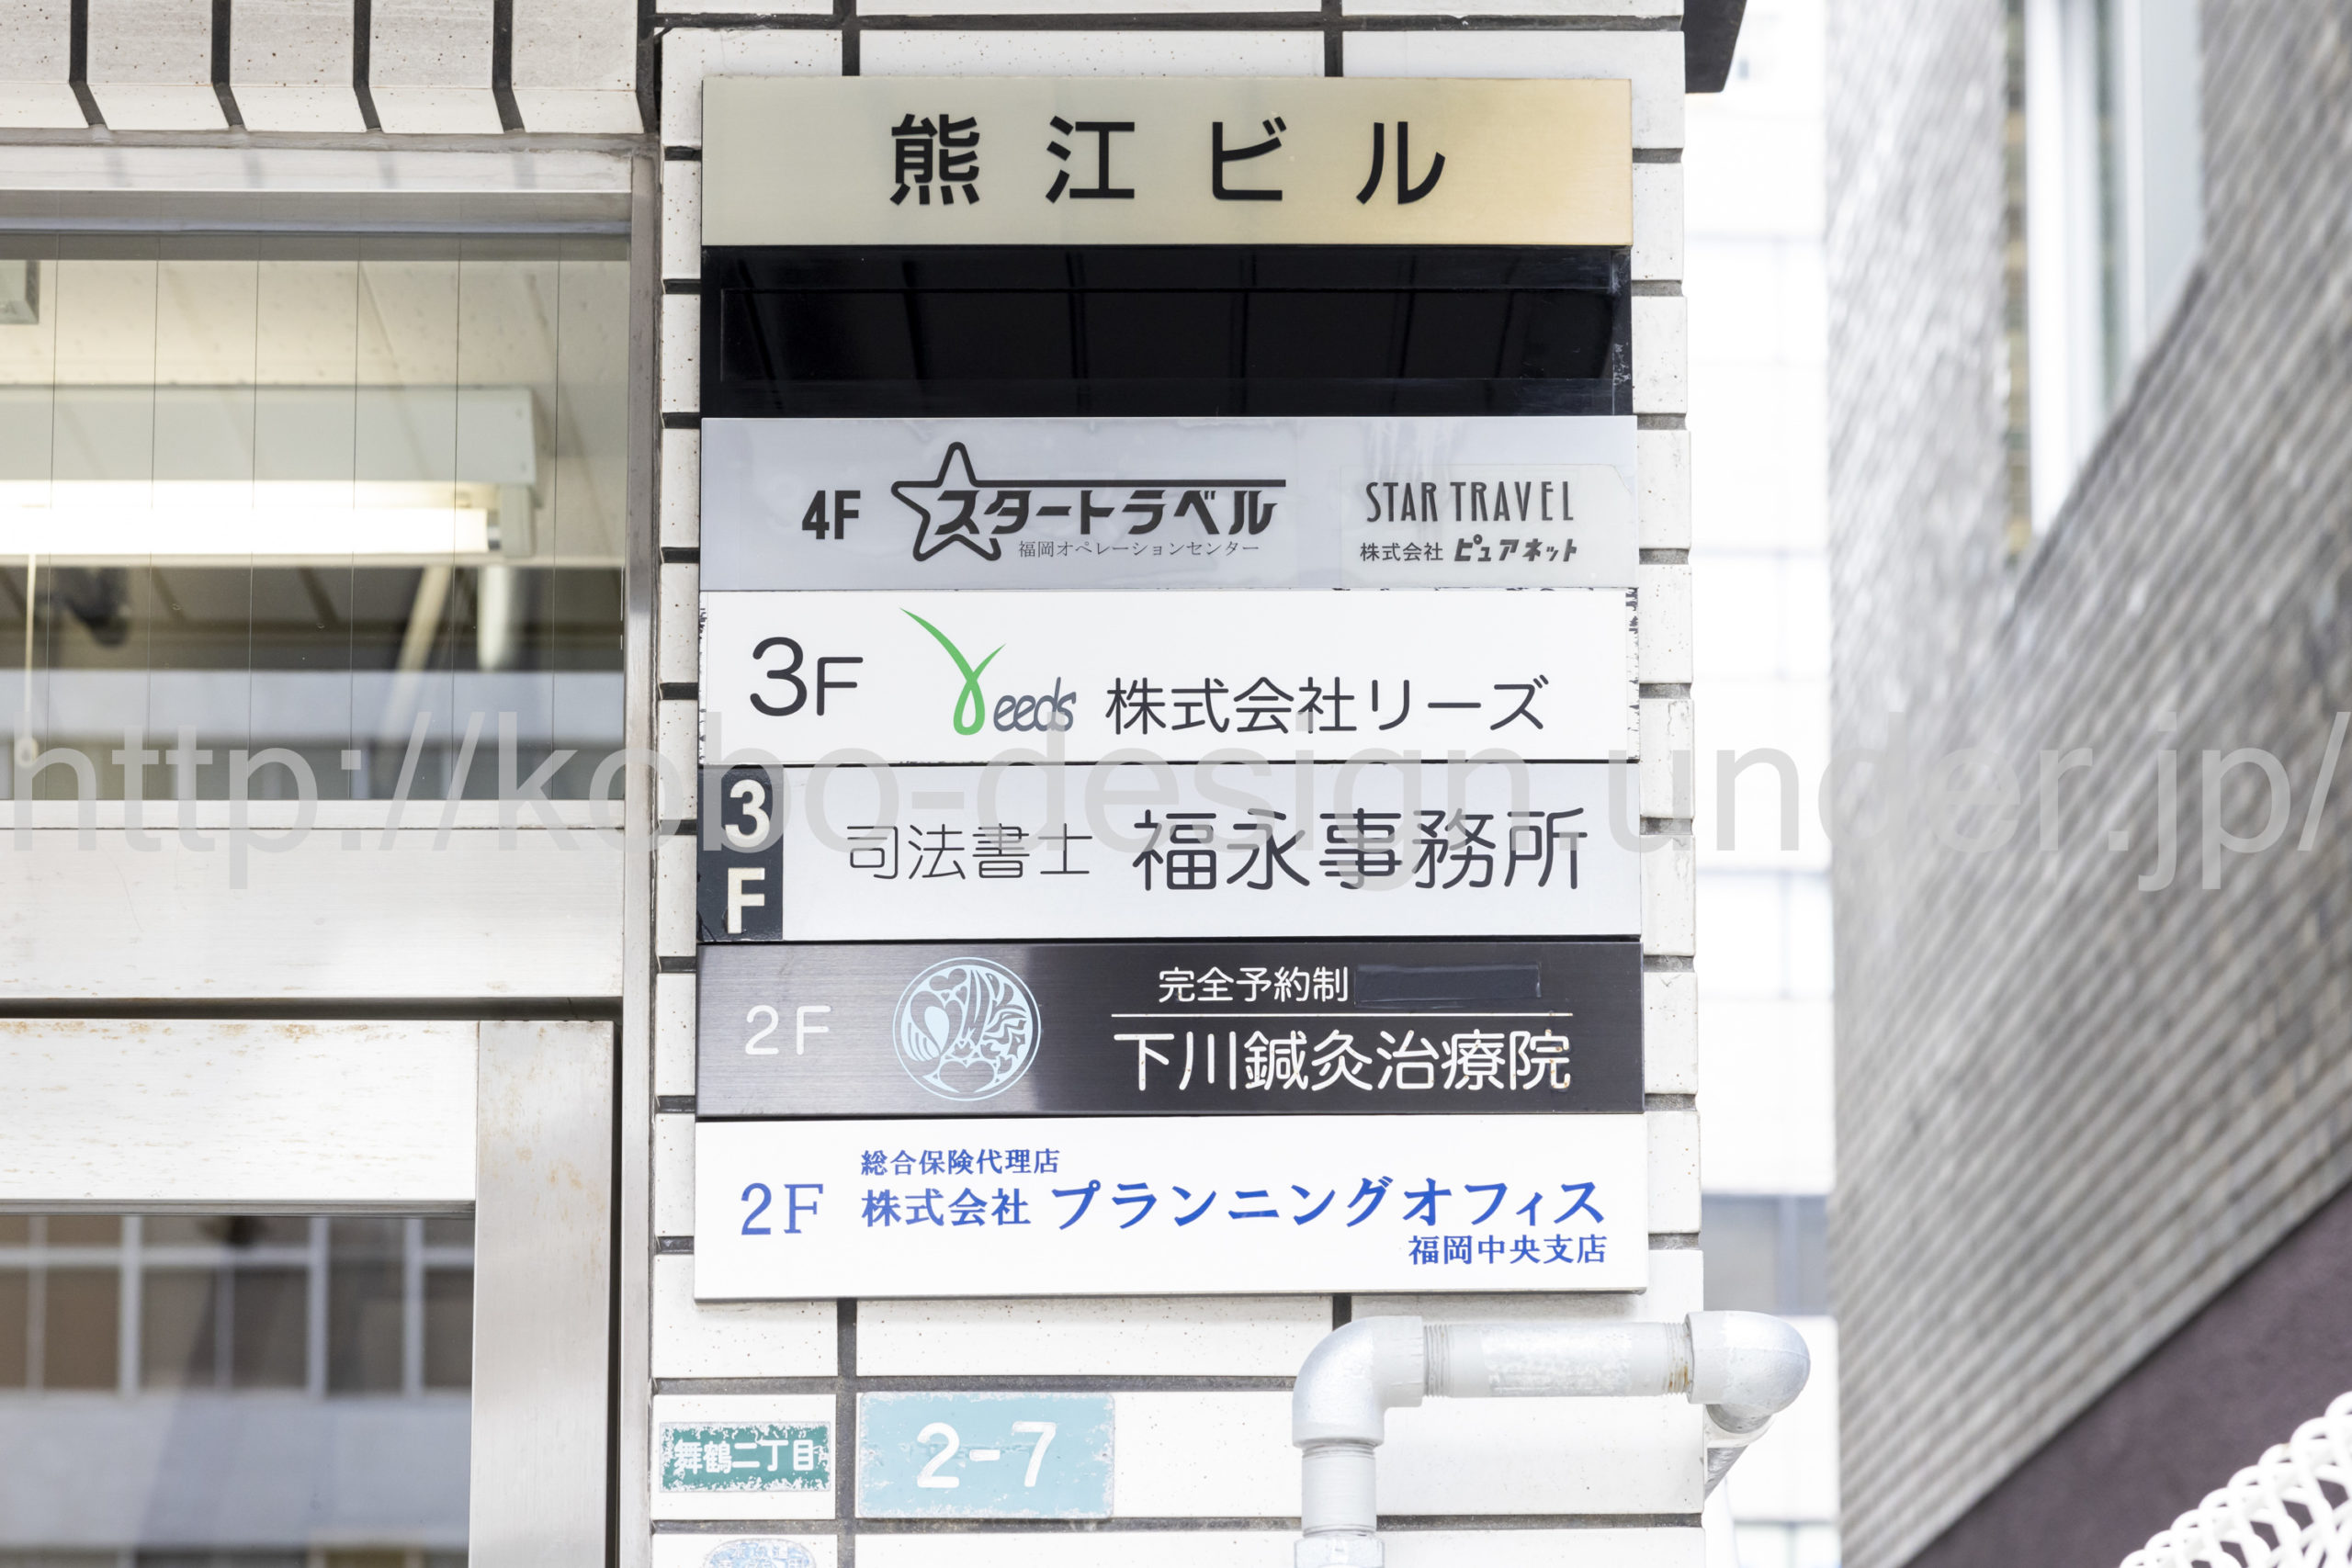 熊江ビル
4F スタートラベル STAR TRAVEL
福岡オペレーションセンター 株式会社 ピュアネット
3F Reeds 株式会社リーズ
3F 司法書士 福永事務所
完全予約制
2F 下川鍼灸治療院
総合保険代理店
2F 株式会社 プランニングオフィス
福岡中央支店
舞鶴二丁目 2-7
http://kobo-design.under.jp/